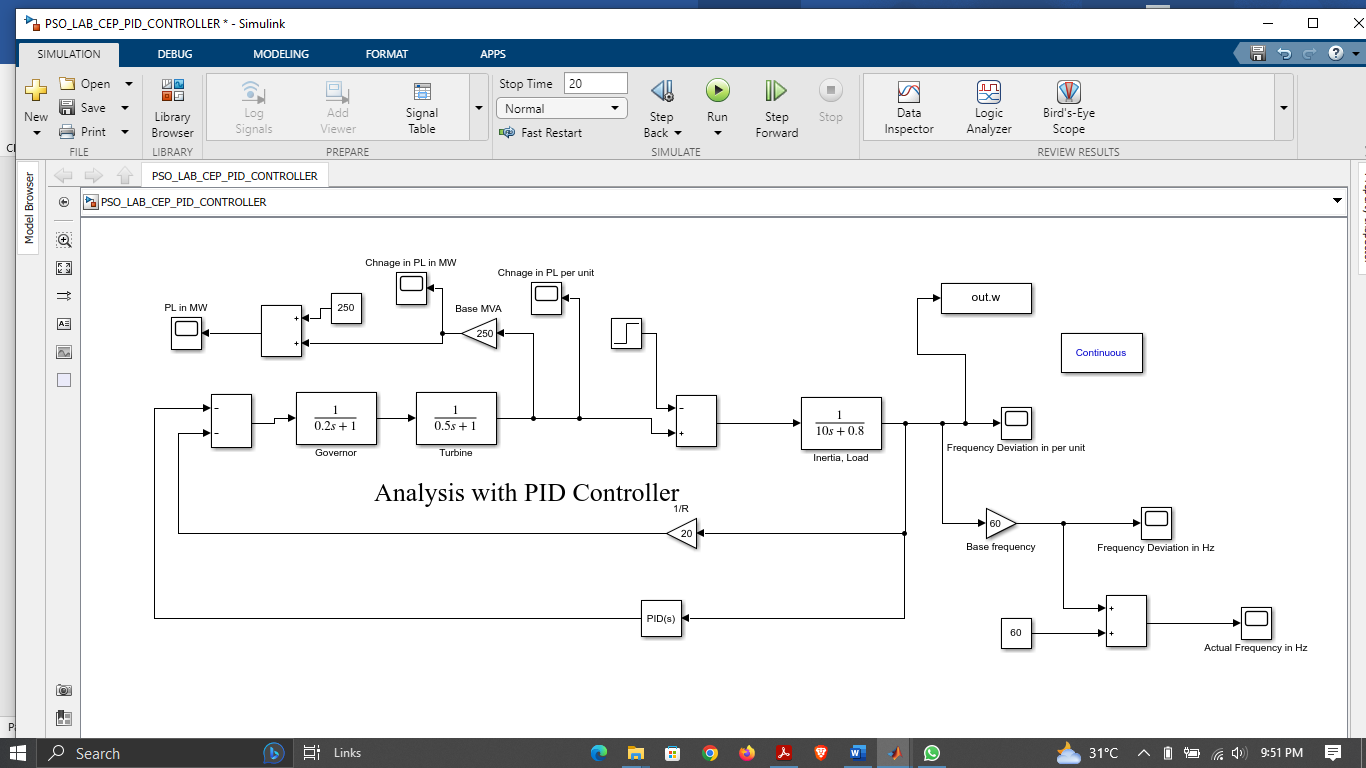 PSO_LAB_CEP_PID_CONTROLLER * - Simulink
SIMULATION DEBUG MODELING FORMAT APPS
New
Open
Save
Print
FILE
Library
Browser
LIBRARY
Log
Signals
Add
Viewer
Signal
Table
PREPARE
Stop Time 20
Normal
Fast Restart
Step
Back
Run
Step
Forward
Stop
SIMULATE
Data
Inspector
Logic
Analyzer
Bird's-Eye
Scope
REVIEW RESULTS
Model Browser
PSO_LAB_CEP_PID_CONTROLLER
PSO_LAB_CEP_PID_CONTROLLER
Chnage in PL in MW
Chnage in PL per unit
PL in MW
250
Base MVA
250
+
+
out.w
Continuous
−
−
1
0.2s + 1
Governor
1
0.5s + 1
Turbine
−
+
1
10s + 0.8
Inertia, Load
Frequency Deviation in per unit
Analysis with PID Controller
1/R
20
60
Base frequency
Frequency Deviation in Hz
PID(s)
60
+
+
Actual Frequency in Hz
Search
Links
31°C
9:51 PM